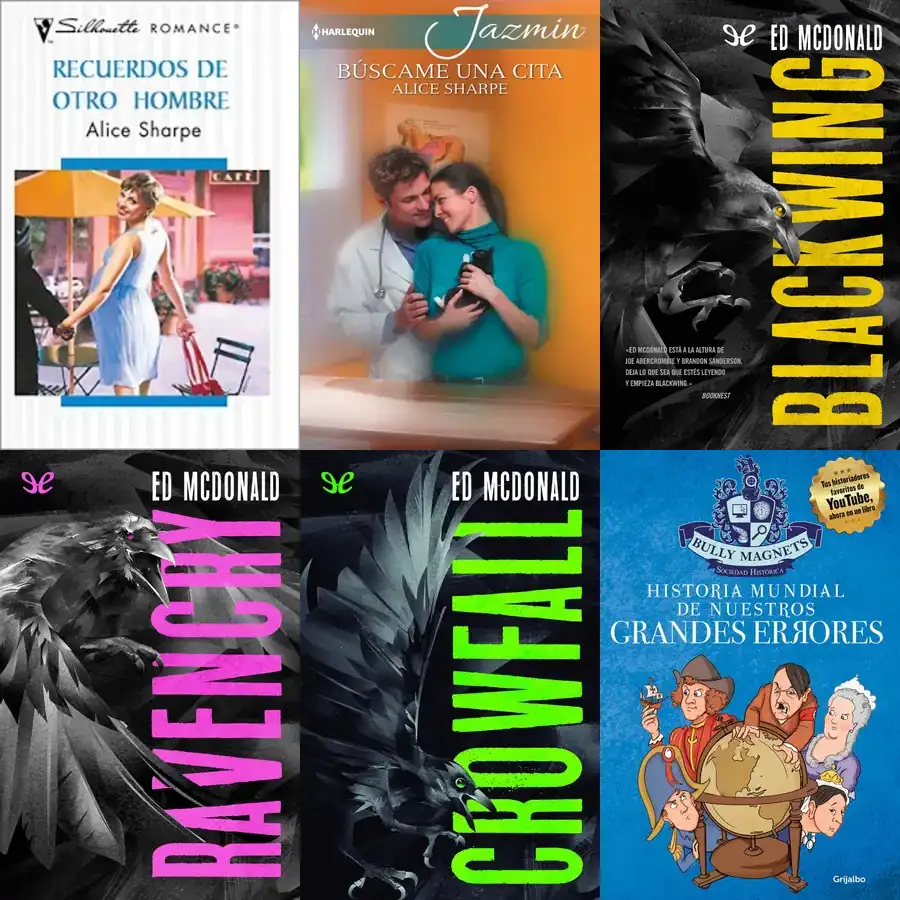 Silhouette ROMANCE®
RECUERDOS DE
OTRO HOMBRE
Alice Sharpe
CAFE
HARLEQUIN
Jazmín
BÚSCAME UNA CITA
ALICE SHARPE
ED MCDONALD
BLACKWING
«ED MCDONALD ESTÁ A LA ALTURA DE
JOE ABERCROMBIE Y BRANDON SANDERSON.
DEJA LO QUE SEA QUE ESTÉS LEYENDO
Y EMPIEZA BLACKWING.»
BOOKNEST
ED MCDONALD
RAVENCRY
ED MCDONALD
CROWFALL
Tus historiadores
favoritos de
YouTube,
ahora en un libro
BULLY MAGNETS
SOCIEDAD HISTÓRICA
HISTORIA MUNDIAL
DE NUESTROS
GRANDES ERЯORES
Grijalbo